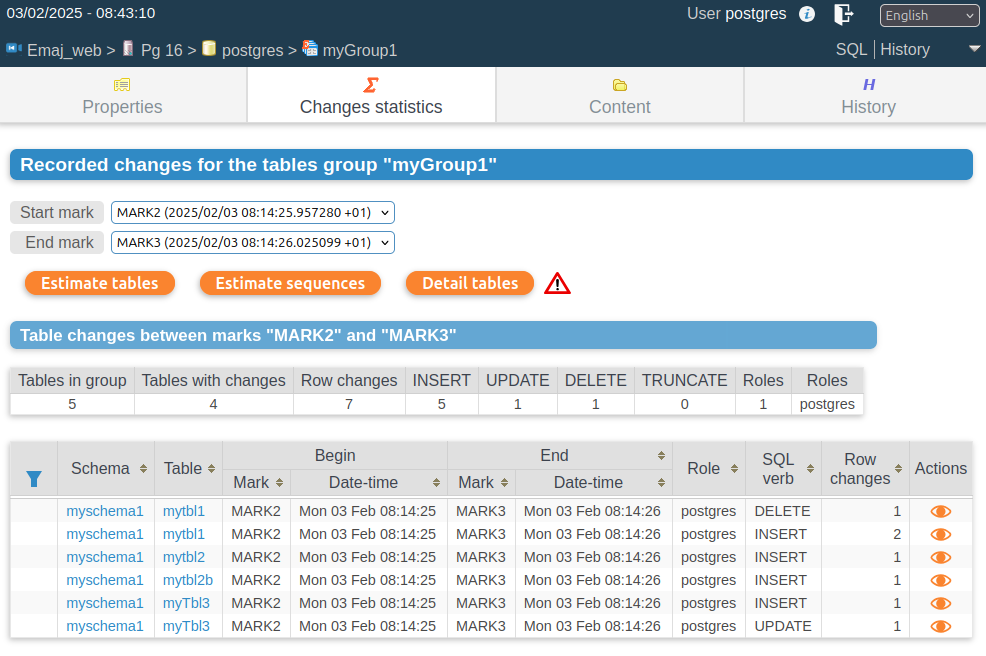 03/02/2025 - 08:43:10
User postgres
English
Emaj_web > Pg 16 > postgres > myGroup1
SQL | History
Properties
Changes statistics
Content
H
History
Recorded changes for the tables group "myGroup1"
Start mark MARK2 (2025/02/03 08:14:25.957280 +01)
End mark MARK3 (2025/02/03 08:14:26.025099 +01)
Estimate tables Estimate sequences Detail tables
Table changes between marks "MARK2" and "MARK3"
Tables in group Tables with changes Row changes INSERT UPDATE DELETE TRUNCATE Roles Roles
5 4 7 5 1 1 0 1 postgres
Schema Table Begin End Role SQL verb Row changes Actions
Mark Date-time Mark Date-time
myschema1 mytbl1 MARK2 Mon 03 Feb 08:14:25 MARK3 Mon 03 Feb 08:14:26 postgres DELETE 1
myschema1 mytbl1 MARK2 Mon 03 Feb 08:14:25 MARK3 Mon 03 Feb 08:14:26 postgres INSERT 2
myschema1 mytbl2 MARK2 Mon 03 Feb 08:14:25 MARK3 Mon 03 Feb 08:14:26 postgres INSERT 1
myschema1 mytbl2b MARK2 Mon 03 Feb 08:14:25 MARK3 Mon 03 Feb 08:14:26 postgres INSERT 1
myschema1 myTbl3 MARK2 Mon 03 Feb 08:14:25 MARK3 Mon 03 Feb 08:14:26 postgres INSERT 1
myschema1 myTbl3 MARK2 Mon 03 Feb 08:14:25 MARK3 Mon 03 Feb 08:14:26 postgres UPDATE 1